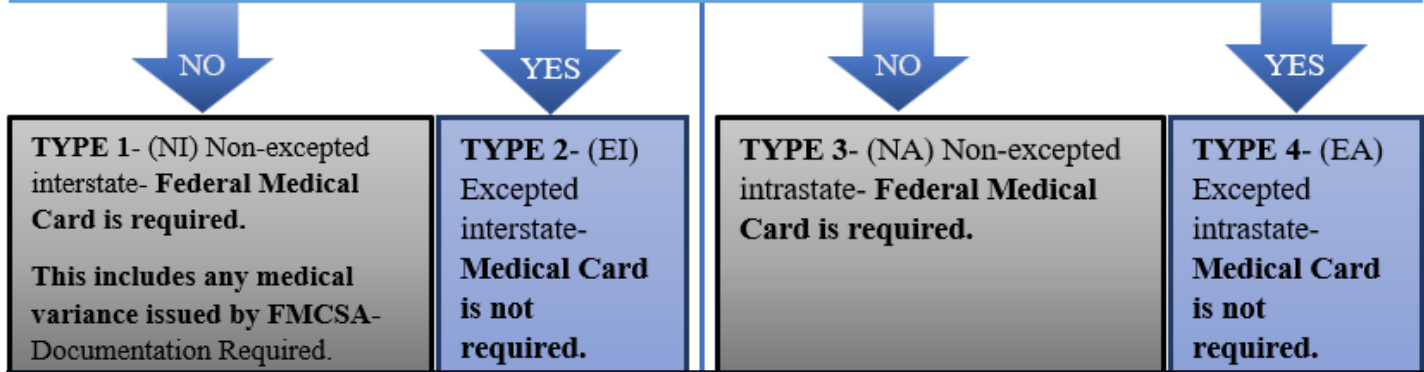 NO
YES
NO
YES
TYPE 1- (NI) Non-excepted
interstate- Federal Medical
Card is required.
This includes any medical
variance issued by FMCSA-
Documentation Required.
TYPE 2- (EI)
Excepted
interstate-
Medical Card
is not
required.
TYPE 3- (NA) Non-excepted
intrastate- Federal Medical
Card is required.
TYPE 4- (EA)
Excepted
intrastate-
Medical Card
is not
required.